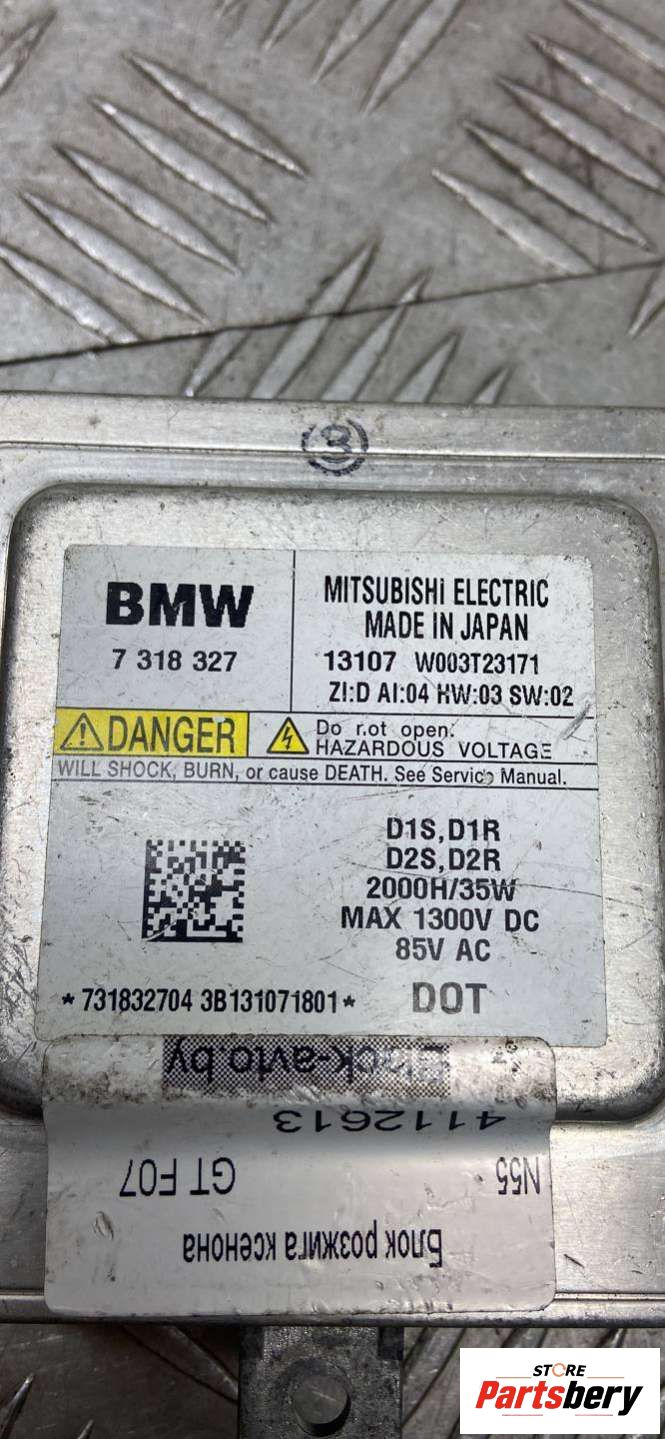 3
BMW
7 318 327
MITSUBISHI ELECTRIC
MADE IN JAPAN
13107 W003T23171
ZI:D AI:04 HW:03 SW:02
DANGER
Do not open.
HAZARDOUS VOLTAGE
WILL SHOCK, BURN, or cause DEATH. See Service Manual.
D1S, D1R
D2S, D2R
2000H/35W
MAX 1300V DC
85V AC
*731832704 3B131071801*
DOT
Блок розжига ксенона
N55 GT F07
4112613
Black-avto.by
STORE
Partsbery